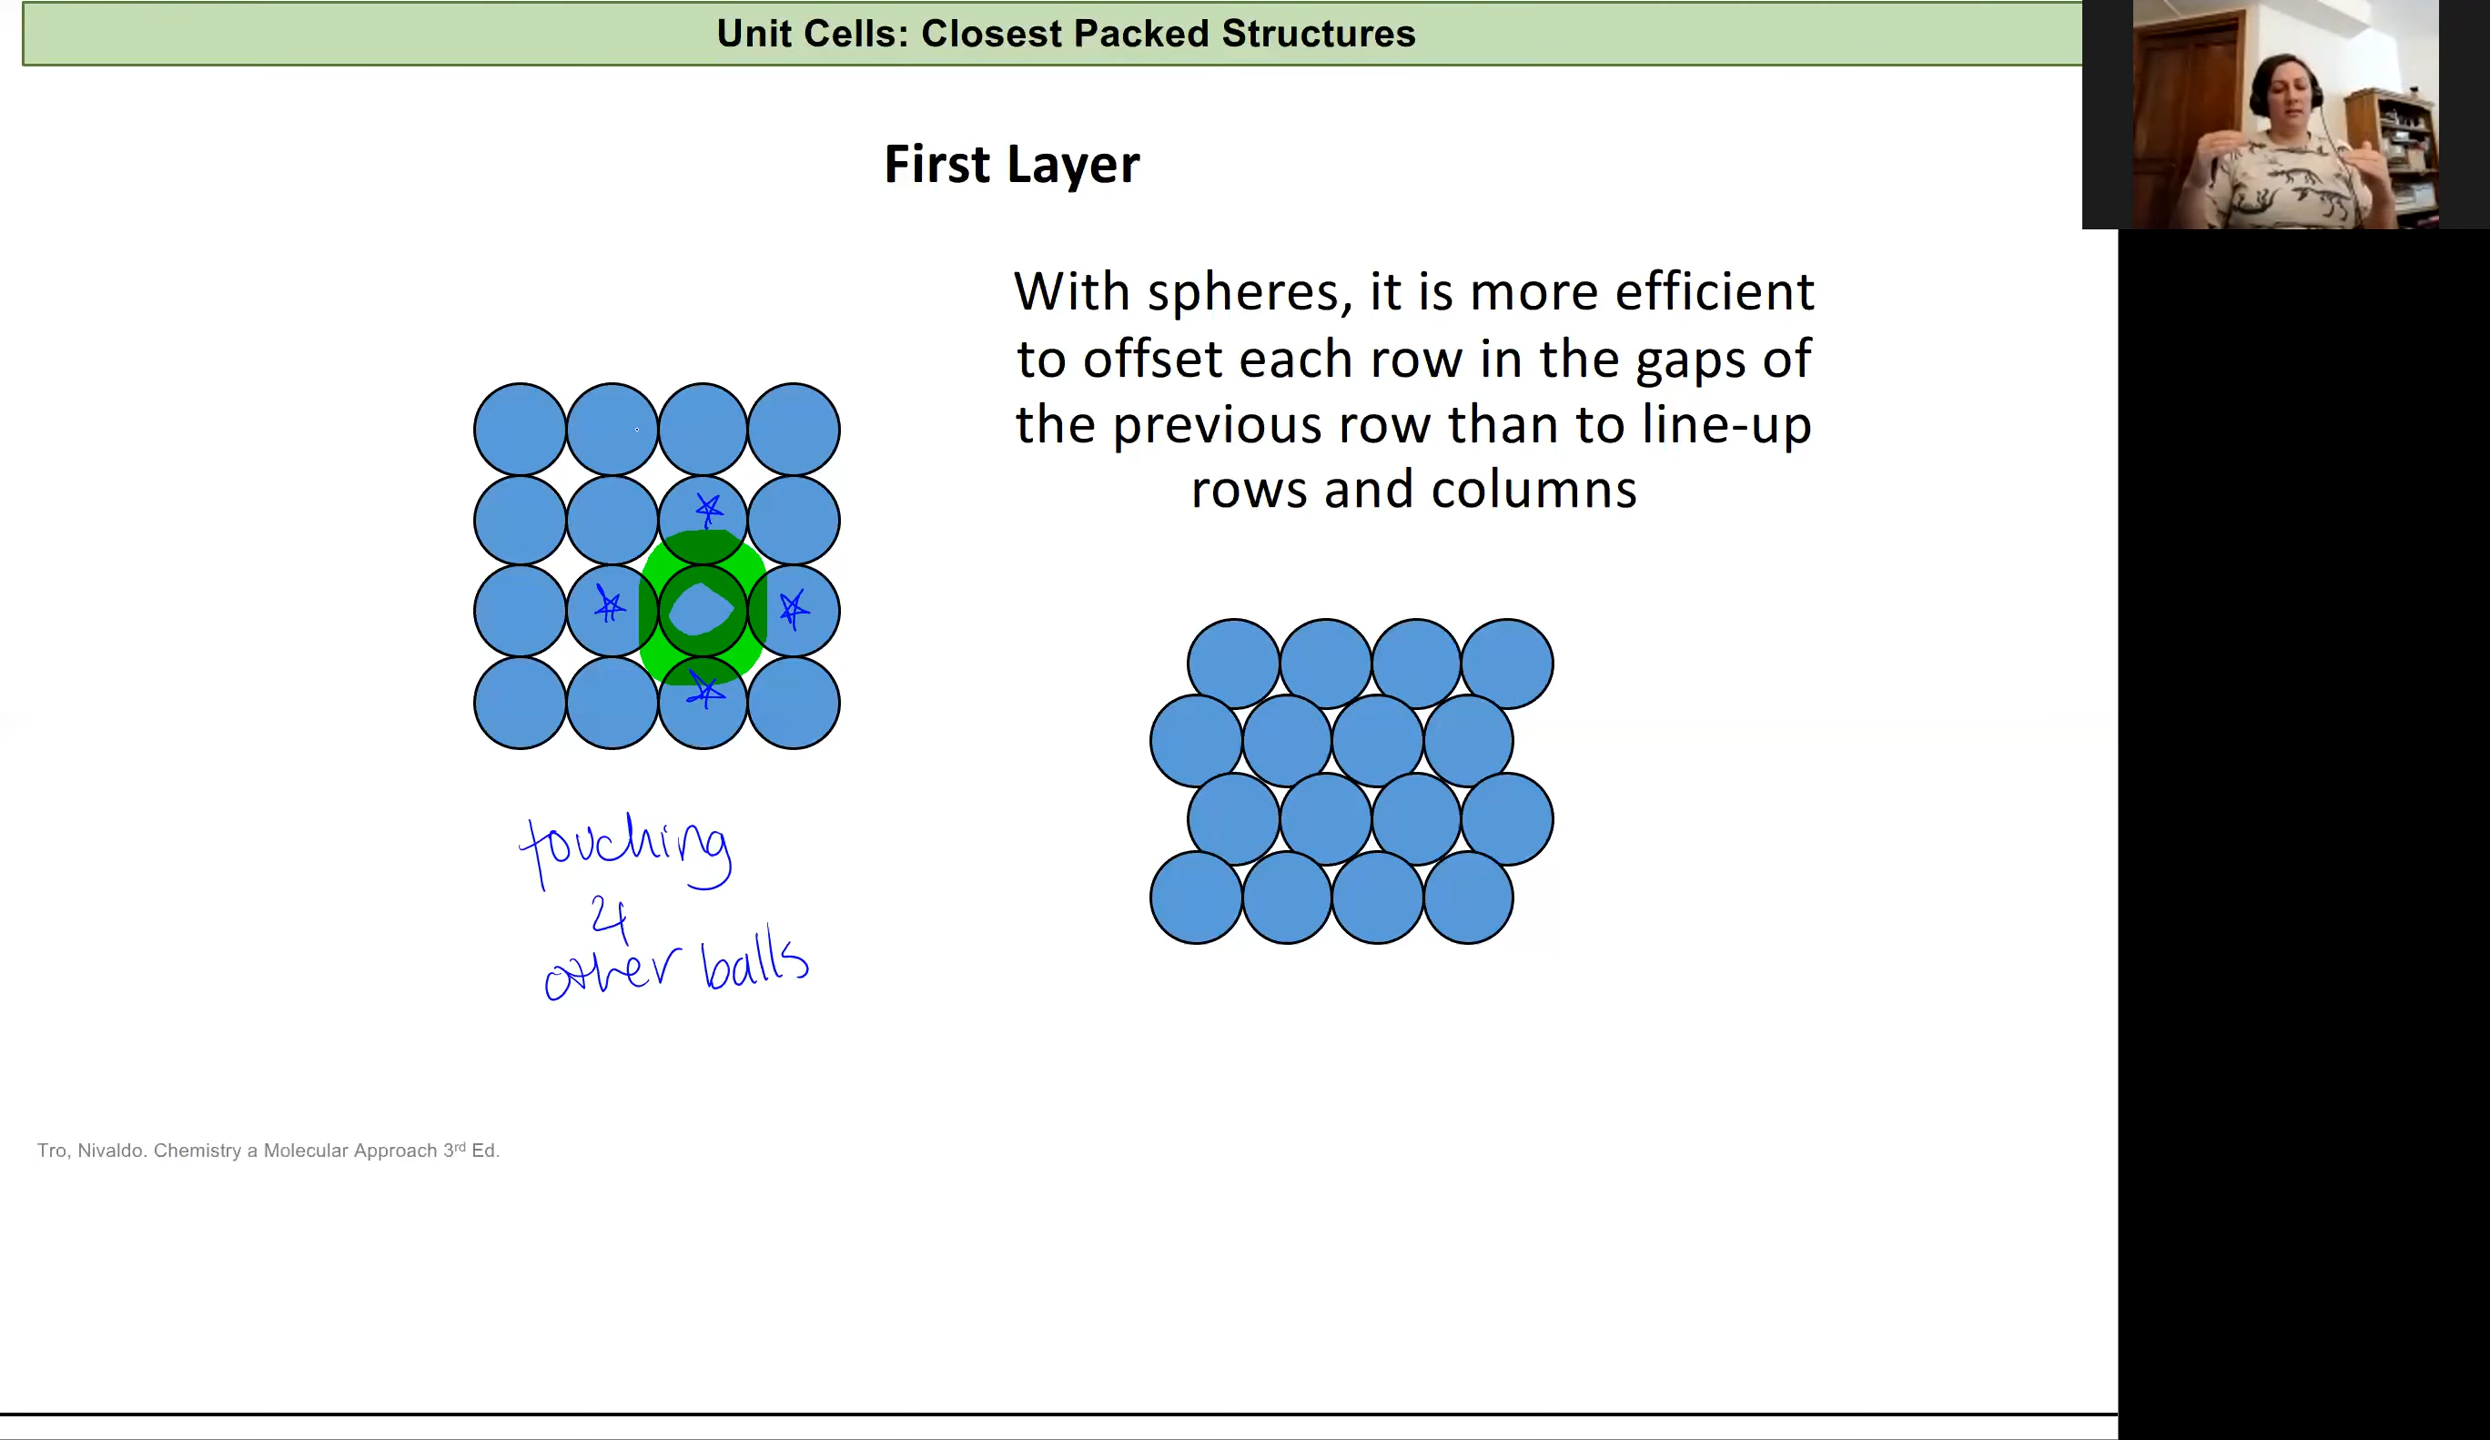 Unit Cells: Closest Packed Structures
First Layer
With spheres, it is more efficient
to offset each row in the gaps of
the previous row than to line-up
rows and columns
touching
4
other balls
Tro, Nivaldo. Chemistry a Molecular Approach 3rd Ed.